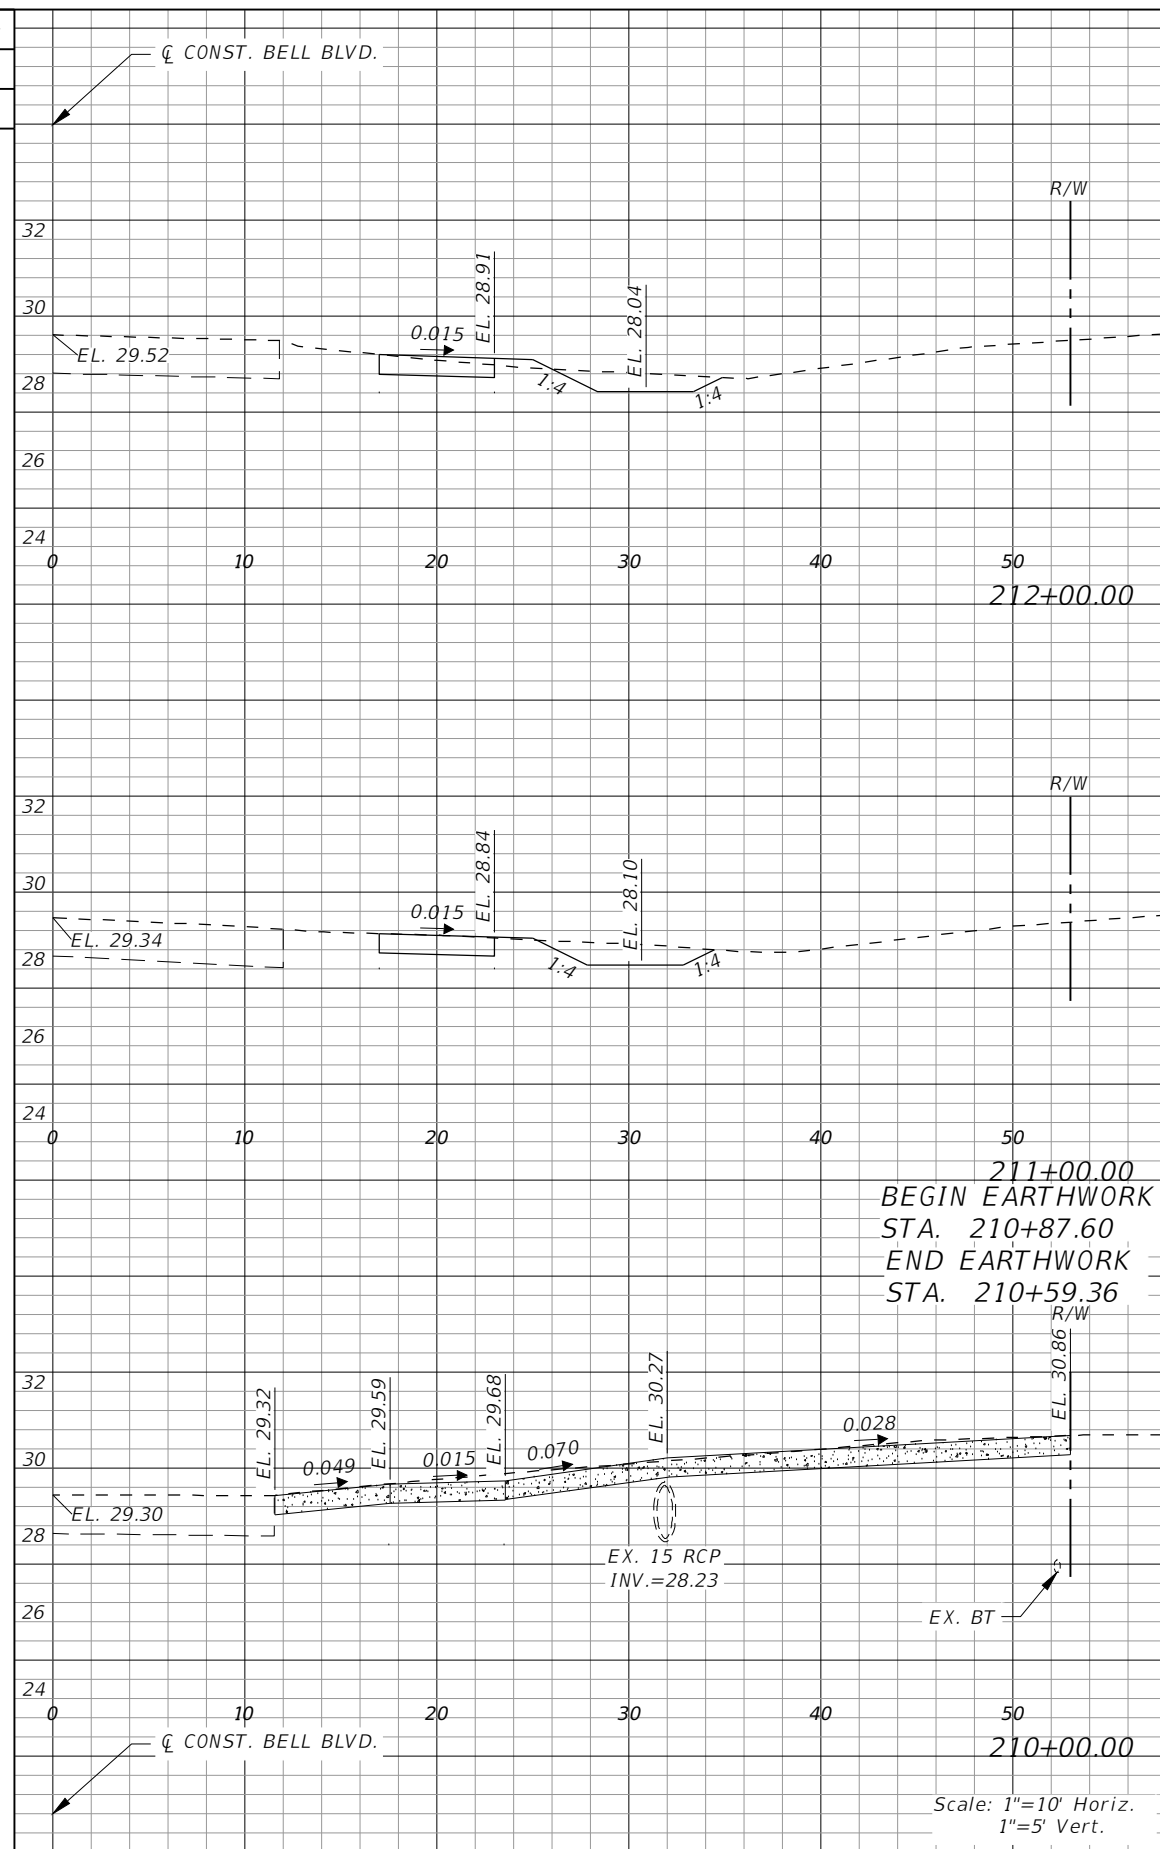 ℄ CONST. BELL BLVD.
R/W
32
EL. 28.91
EL. 28.04
30
0.015
EL. 29.52
28
1:4
1:4
26
24
0 10 20 30 40 50
212+00.00
R/W
32
EL. 28.84
EL. 28.10
30
0.015
EL. 29.34
28
1:4
1:4
26
24
0 10 20 30 40 50
211+00.00
BEGIN EARTHWORK
STA. 210+87.60
END EARTHWORK
STA. 210+59.36
R/W
32
EL. 29.32
EL. 29.59
EL. 29.68
EL. 30.27
EL. 30.86
30
0.049
0.015
0.070
0.028
EL. 29.30
28
EX. 15 RCP
INV.=28.23
26
EX. BT
24
0 10 20 30 40 50
℄ CONST. BELL BLVD.
210+00.00
Scale: 1"=10' Horiz.
1"=5' Vert.